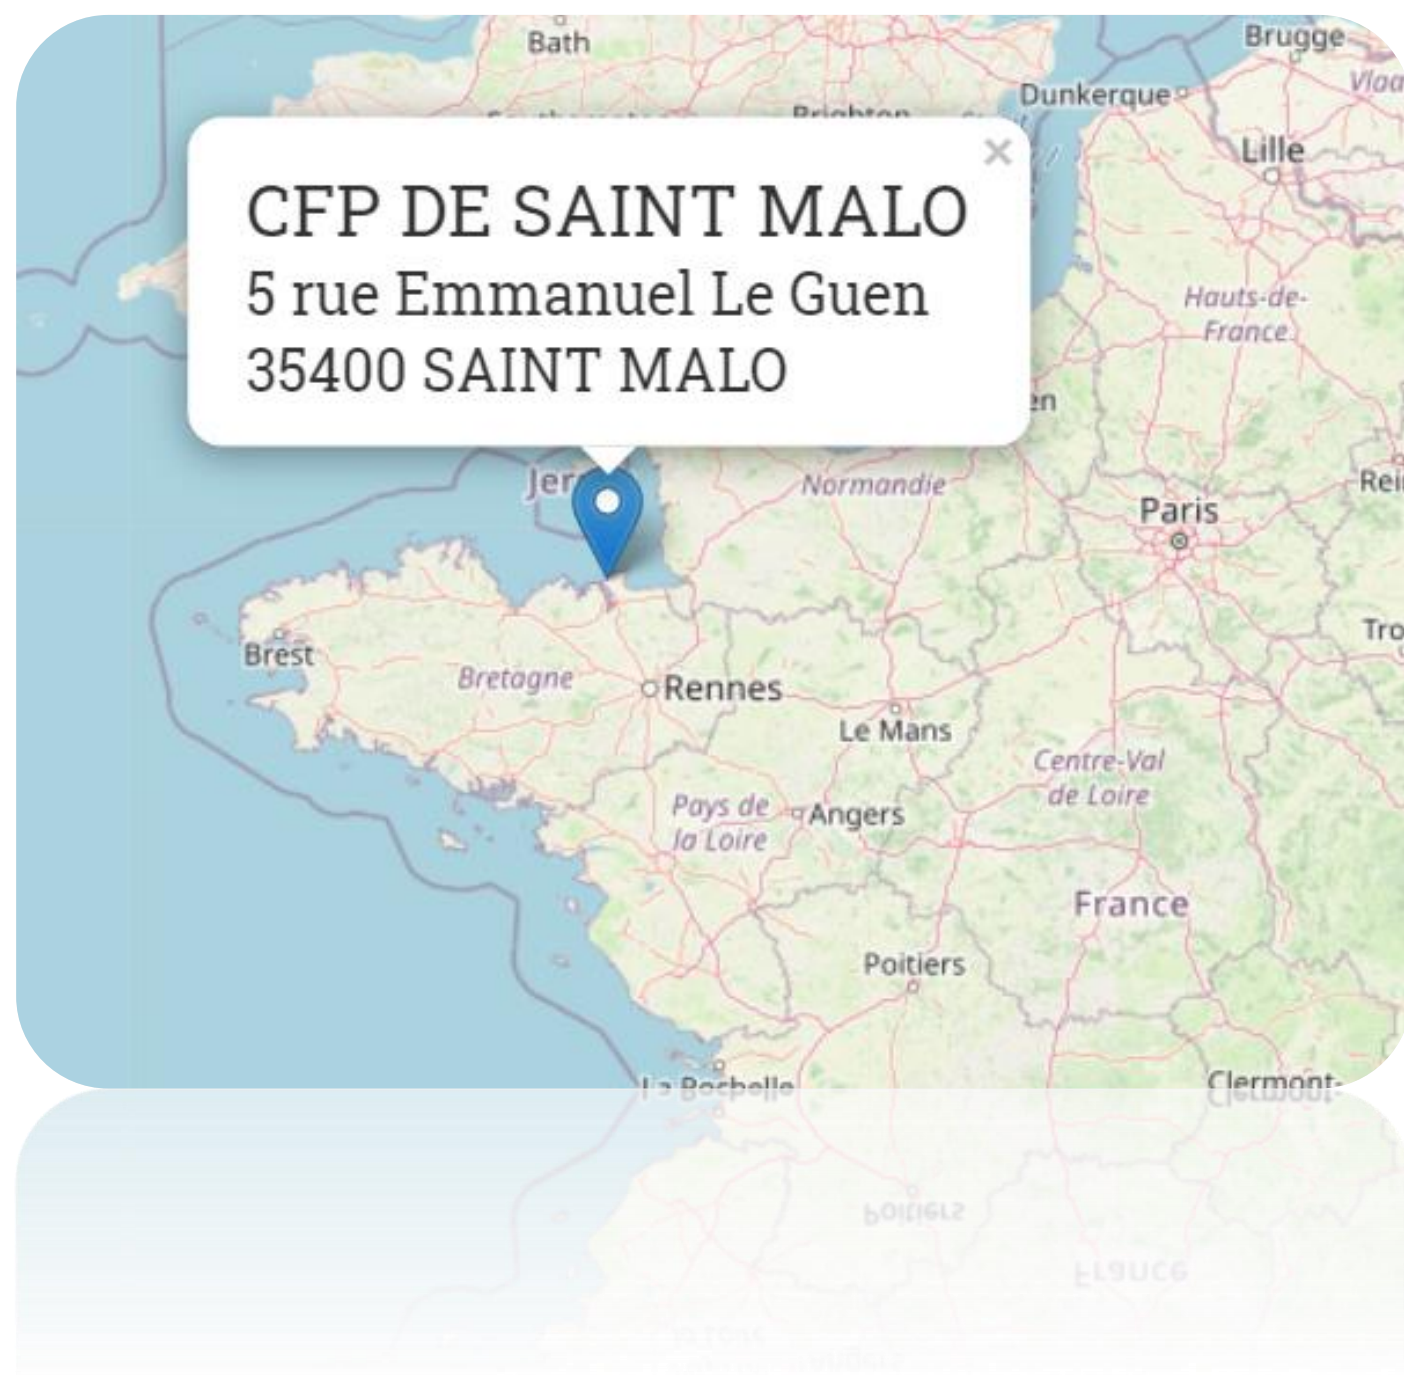 Bath
Brugge
Dunkerque
Lille
CFP DE SAINT MALO
5 rue Emmanuel Le Guen
35400 SAINT MALO
Hauts-de-
France
Normandie
Paris
Brest
Bretagne
Rennes
Le Mans
Centre-Val
de Loire
Pays de
la Loire
Angers
France
Poitiers
La Rochelle
Clermont-